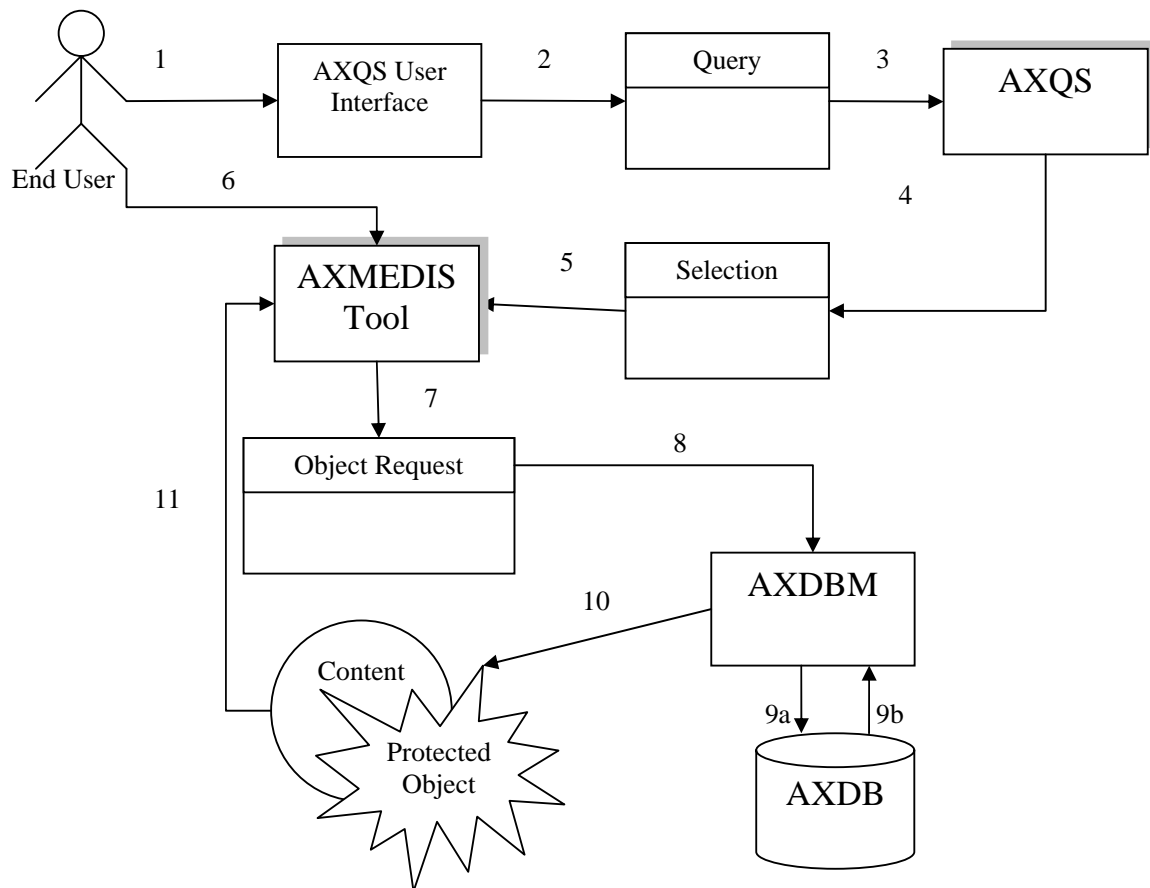 1
AXQS User
Interface
2
Query
3
AXQS
End User
6
4
AXMEDIS
Tool
5
Selection
7
Object Request
8
11
AXDBM
10
Content
Protected
Object
9a
9b
AXDB